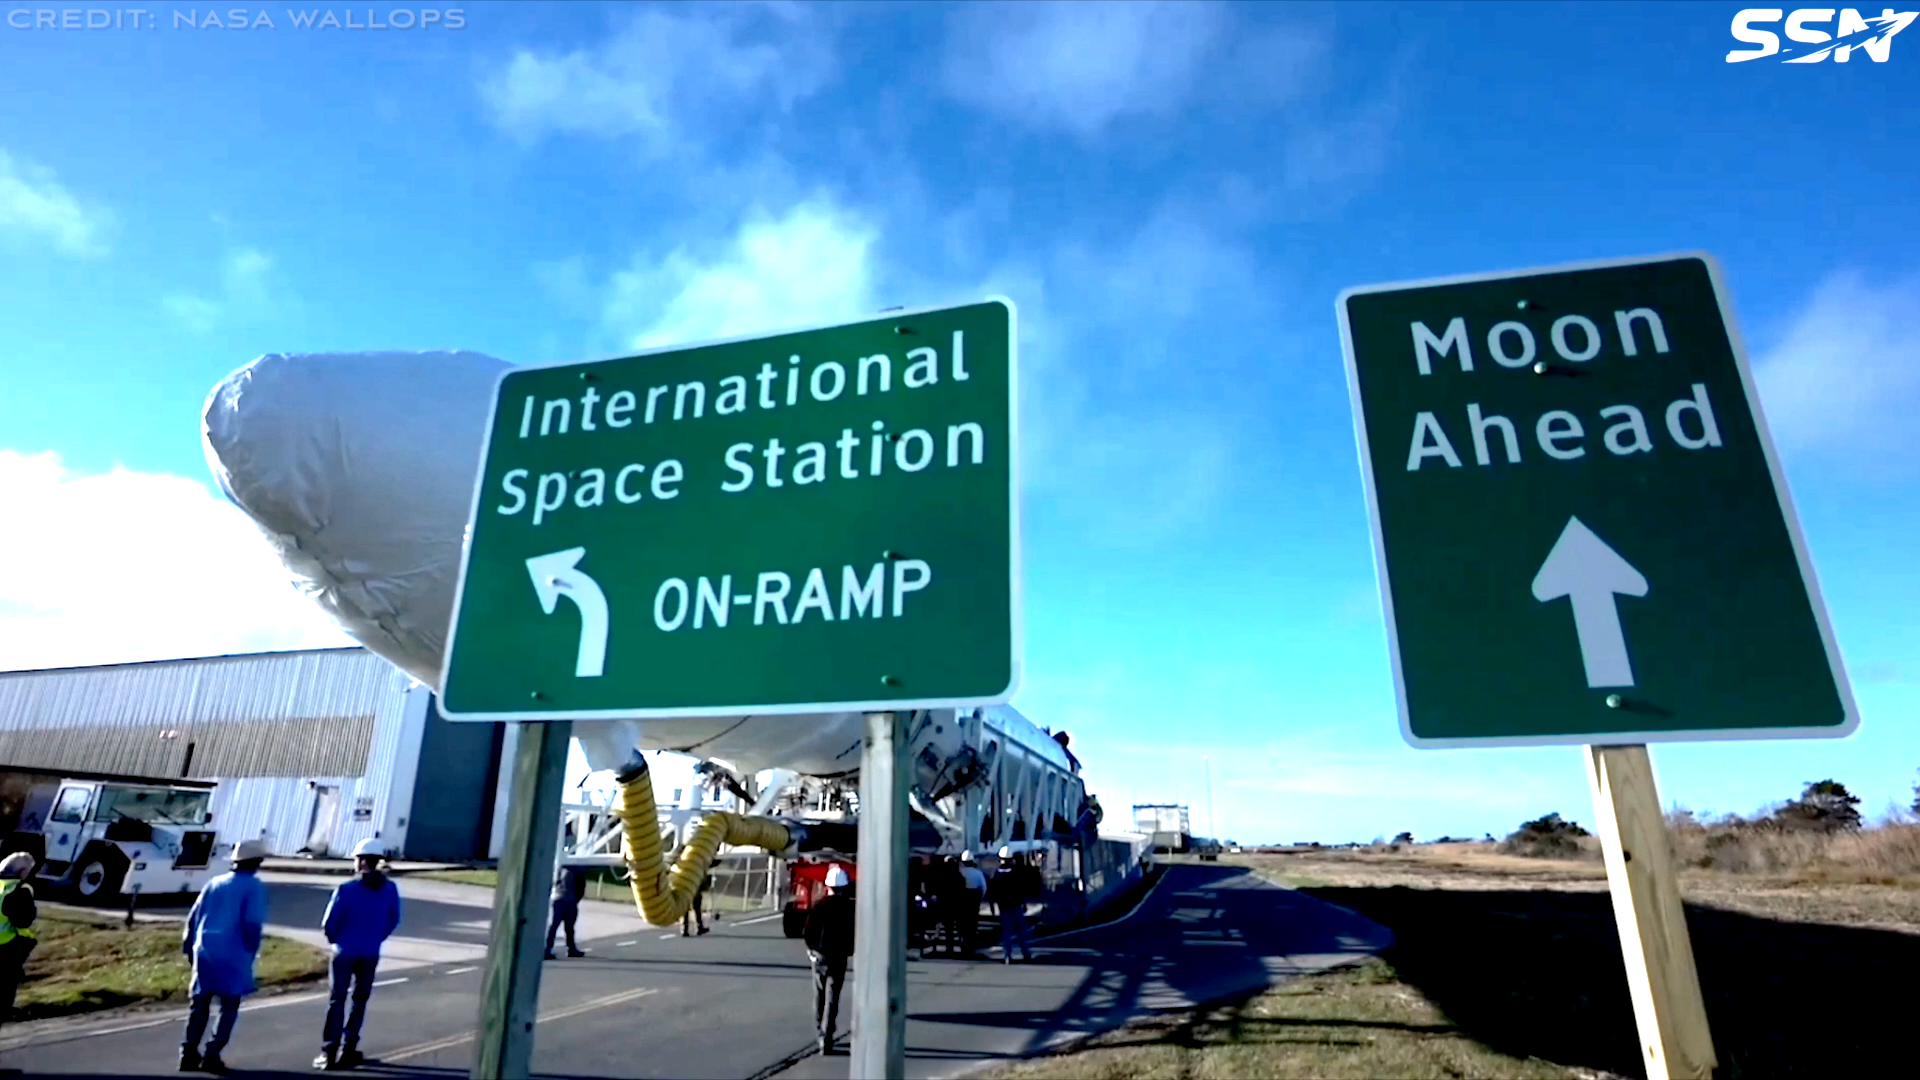 CREDIT: NASA WALLOPS
SSN
International
Space Station
ON-RAMP
Moon
Ahead